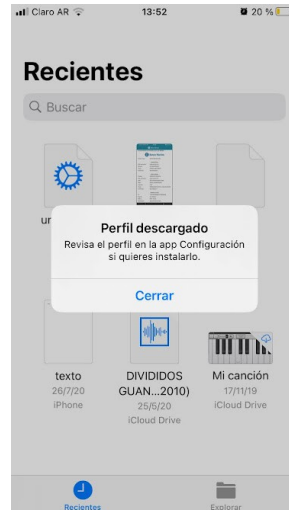 Claro AR
13:52
20 %
Recientes
Buscar
ur
Perfil descargado
Revisa el perfil en la app Configuración
si quieres instalarlo.
Cerrar
texto
26/7/20
iPhone
DIVIDIDOS
GUAN...2010)
25/5/20
iCloud Drive
Mi canción
17/11/19
iCloud Drive
Recientes
Explorar